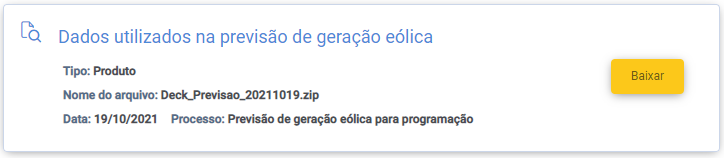 Dados utilizados na previsão de geração eólica
Tipo: Produto
Baixar
Nome do arquivo: Deck_Previsao_20211019.zip
Data: 19/10/2021 Processo: Previsão de geração eólica para programação